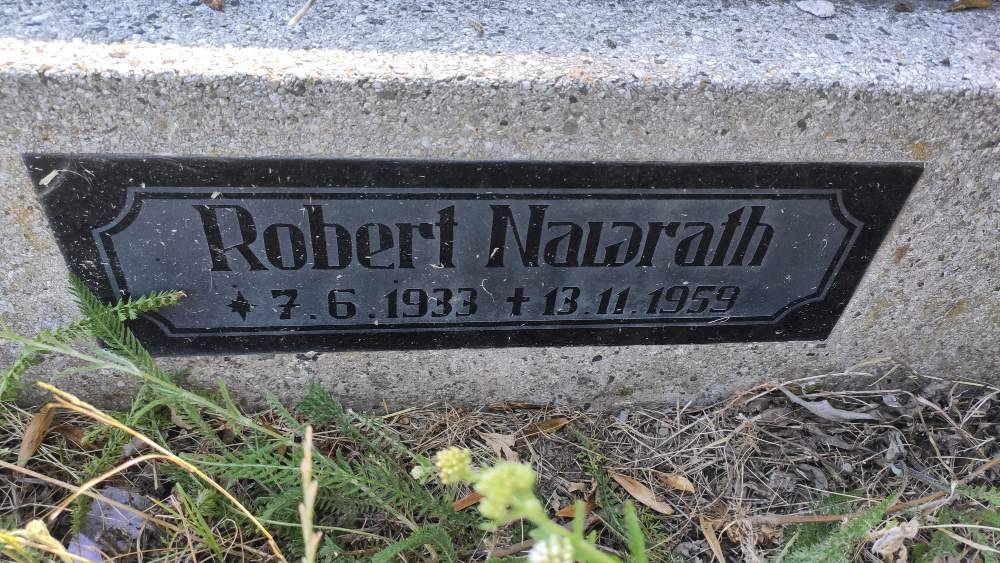 Robert Nawrath
* 7. 6. 1933 † 13. 11. 1959